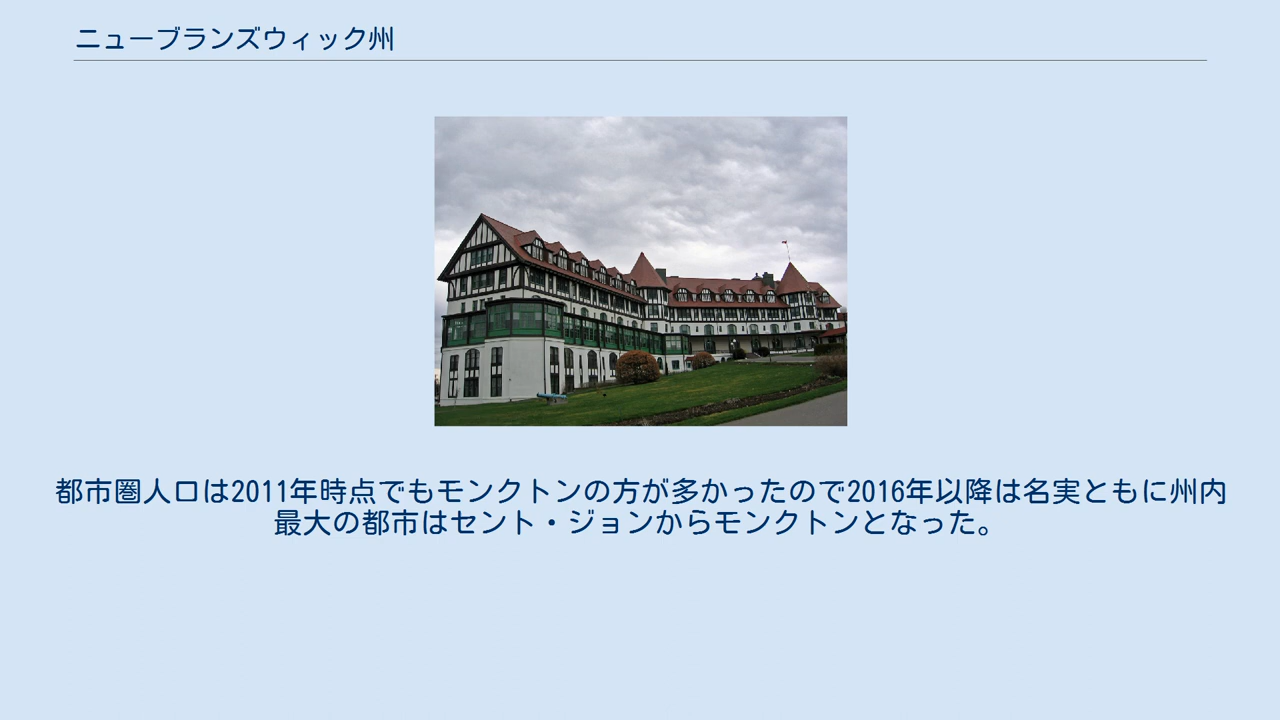 ニューブランズウィック州
都市圏人口は2011年時点でもモンクトンの方が多かったので2016年以降は名実ともに州内
最大の都市はセント・ジョンからモンクトンとなった。